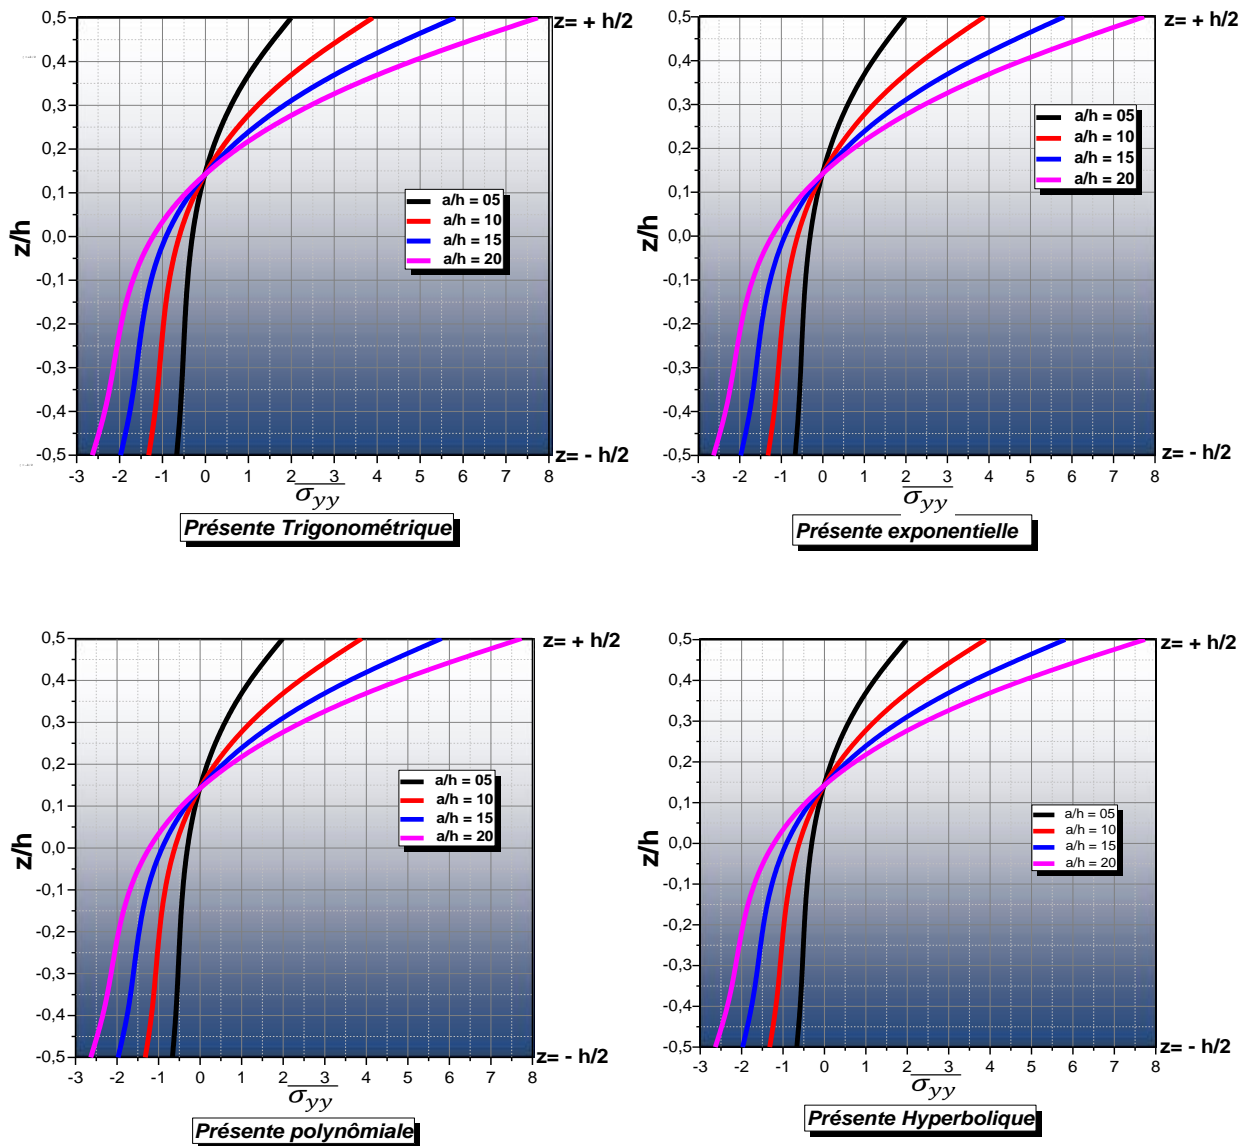 0,5
0,4
0,3
0,2
0,1
0,0
-0,1
-0,2
-0,3
-0,4
-0,5
z/h
z= + h/2
z= - h/2
a/h = 05
a/h = 10
a/h = 15
a/h = 20
-3 -2 -1 0 1 2 3 4 5 6 7 8
σyy
Présente Trigonométrique
0,5
0,4
0,3
0,2
0,1
0,0
-0,1
-0,2
-0,3
-0,4
-0,5
z/h
z= + h/2
z= - h/2
a/h = 05
a/h = 10
a/h = 15
a/h = 20
-3 -2 -1 0 1 2 3 4 5 6 7 8
σyy
Présente exponentielle
0,5
0,4
0,3
0,2
0,1
0,0
-0,1
-0,2
-0,3
-0,4
-0,5
z/h
z= + h/2
z= - h/2
a/h = 05
a/h = 10
a/h = 15
a/h = 20
-3 -2 -1 0 1 2 3 4 5 6 7 8
σyy
Présente polynômiale
0,5
0,4
0,3
0,2
0,1
0,0
-0,1
-0,2
-0,3
-0,4
-0,5
z/h
z= + h/2
z= - h/2
a/h = 05
a/h = 10
a/h = 15
a/h = 20
-3 -2 -1 0 1 2 3 4 5 6 7 8
σyy
Présente Hyperbolique